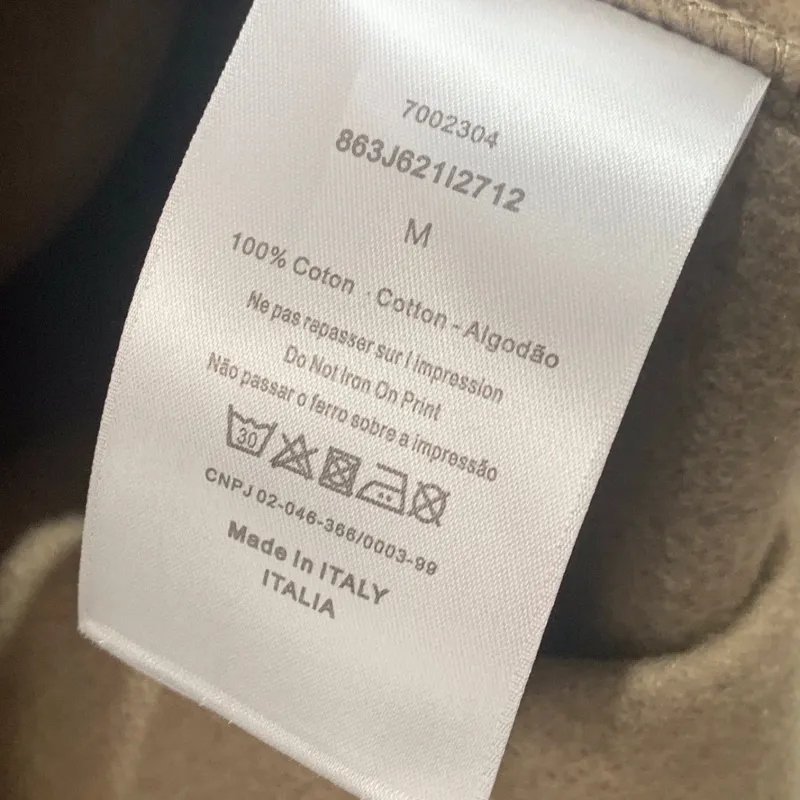 7002304
863J621I2712
M
100% Coton · Cotton - Algodão
Ne pas repasser sur l impression
Do Not Iron On Print
Não passar o ferro sobre a impressão
30
CNPJ 02-046-366/0003-99
Made In ITALY
ITALIA